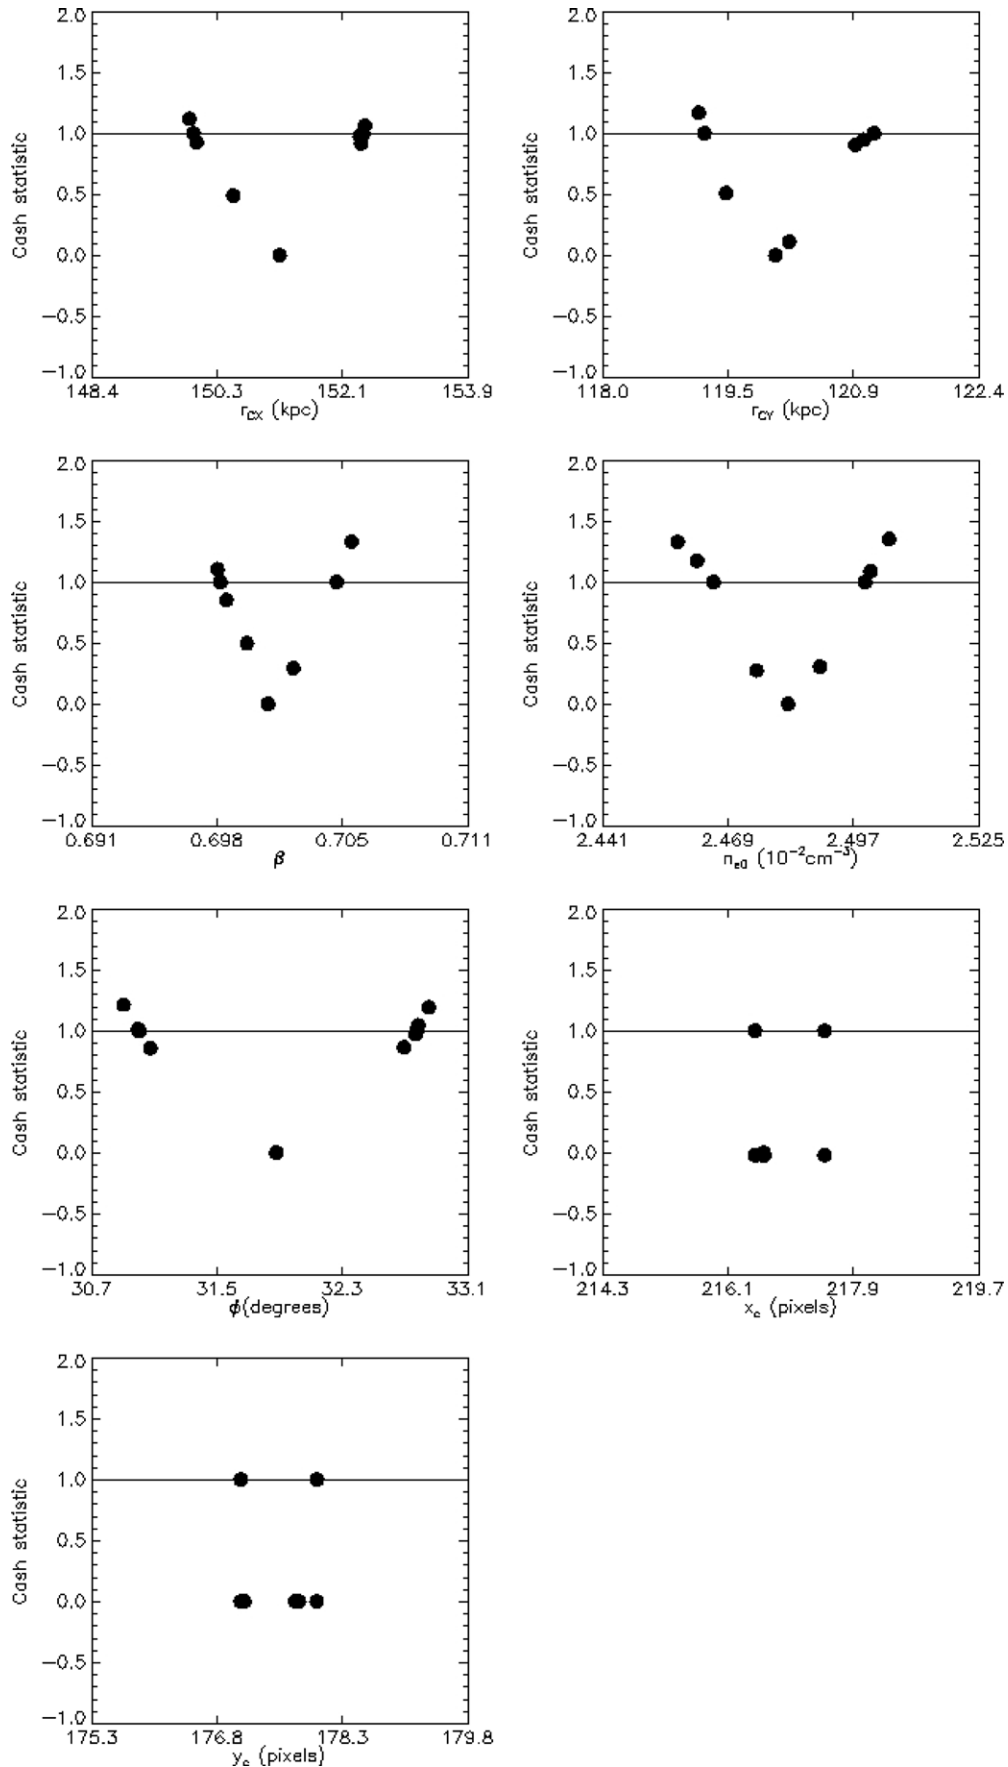 2.0 2.0
1.5 1.5
1.0 1.0
0.5 0.5
0.0 0.0
−0.5 −0.5
−1.0 −1.0
Cash statistic Cash statistic
148.4 150.3 152.1 153.9 118.0 119.5 120.9 122.4
r_CX (kpc) r_CY (kpc)
2.0 2.0
1.5 1.5
1.0 1.0
0.5 0.5
0.0 0.0
−0.5 −0.5
−1.0 −1.0
Cash statistic Cash statistic
0.691 0.698 0.705 0.711 2.441 2.469 2.497 2.525
β n_e0 (10^−2cm^−3)
2.0 2.0
1.5 1.5
1.0 1.0
0.5 0.5
0.0 0.0
−0.5 −0.5
−1.0 −1.0
Cash statistic Cash statistic
30.7 31.5 32.3 33.1 214.3 216.1 217.9 219.7
ϕ(degrees) x_c (pixels)
2.0
1.5
1.0
0.5
0.0
−0.5
−1.0
Cash statistic
175.3 176.8 178.3 179.8
y_c (pixels)